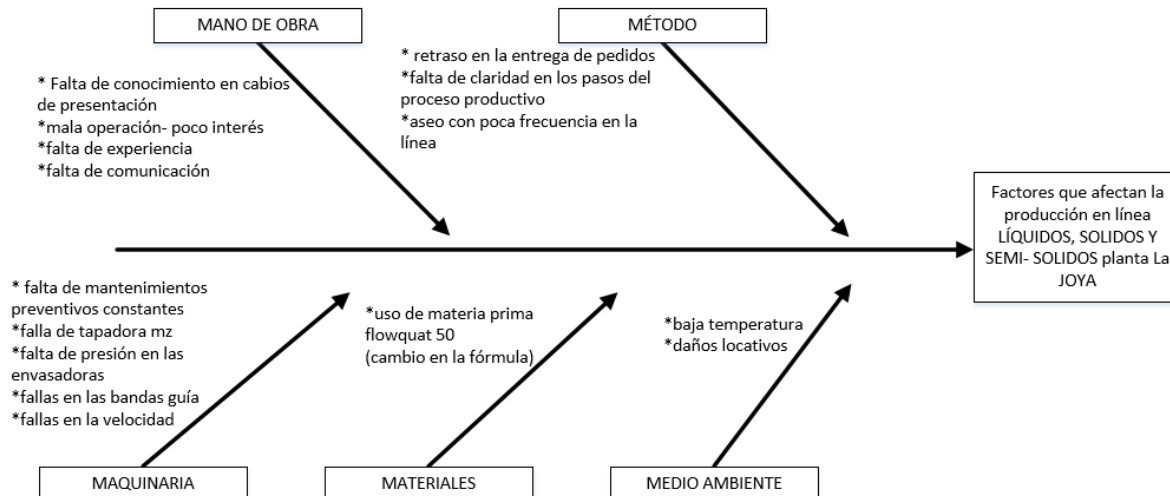 MANO DE OBRA
* Falta de conocimiento en cabios
de presentación
*mala operación- poco interés
*falta de experiencia
*falta de comunicación
MÉTODO
* retraso en la entrega de pedidos
*falta de claridad en los pasos del
proceso productivo
*aseo con poca frecuencia en la
línea
Factores que afectan la
producción en línea
LÍQUIDOS, SOLIDOS Y
SEMI- SOLIDOS planta La
JOYA
* falta de mantenimientos
preventivos constantes
*falla de tapadora mz
*falta de presión en las
envasadoras
*fallas en las bandas guía
*fallas en la velocidad
MAQUINARIA
*uso de materia prima
flowquat 50
(cambio en la fórmula)
MATERIALES
*baja temperatura
*daños locativos
MEDIO AMBIENTE